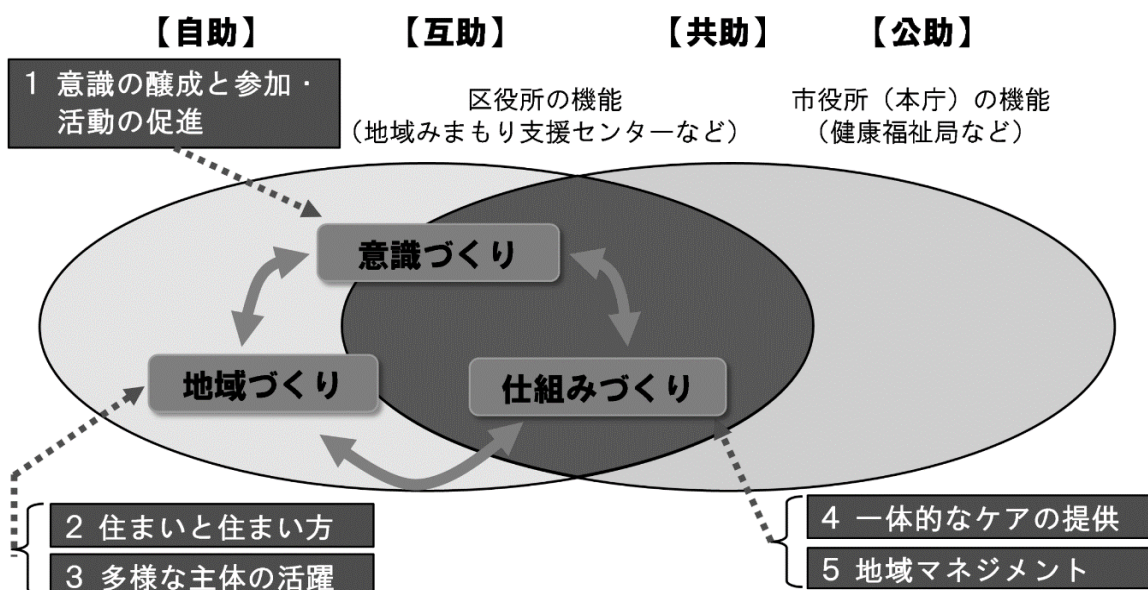 【自助】 【互助】 【共助】 【公助】
1 意識の醸成と参加・
活動の促進
区役所の機能
（地域みまもり支援センターなど）
市役所（本庁）の機能
（健康福祉局など）
意識づくり
地域づくり
仕組みづくり
2 住まいと住まい方
3 多様な主体の活躍
4 一体的なケアの提供
5 地域マネジメント